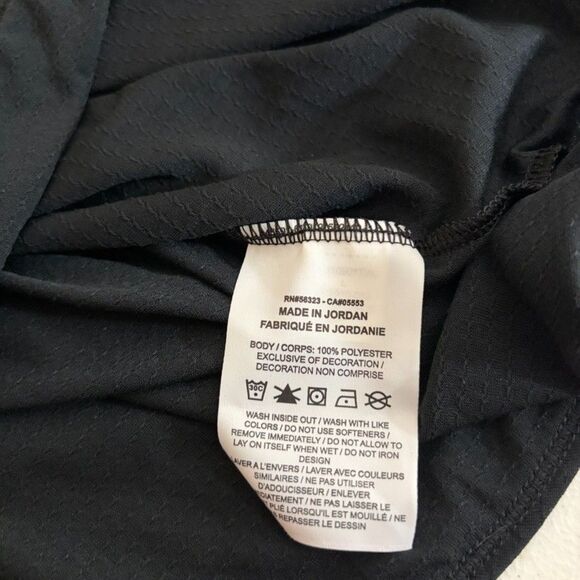 RN#56323 - CA#05553
MADE IN JORDAN
FABRIQUÉ EN JORDANIE
BODY / CORPS: 100% POLYESTER
EXCLUSIVE OF DECORATION /
DECORATION NON COMPRISE
30C
WASH INSIDE OUT / WASH WITH LIKE
COLORS / DO NOT USE SOFTENERS /
REMOVE IMMEDIATELY / DO NOT ALLOW TO
LAY ON ITSELF WHEN WET / DO NOT IRON
DESIGN
LAVER A L'ENVERS / LAVER AVEC COULEURS
SIMILAIRES / NE PAS UTILISER
D'ADOUCISSEUR / ENLEVER
/ NE PAS LAISSER
PLIÉ LORSQU'IL EST MOUILLÉ / NE
REPASSER LE DESSIN